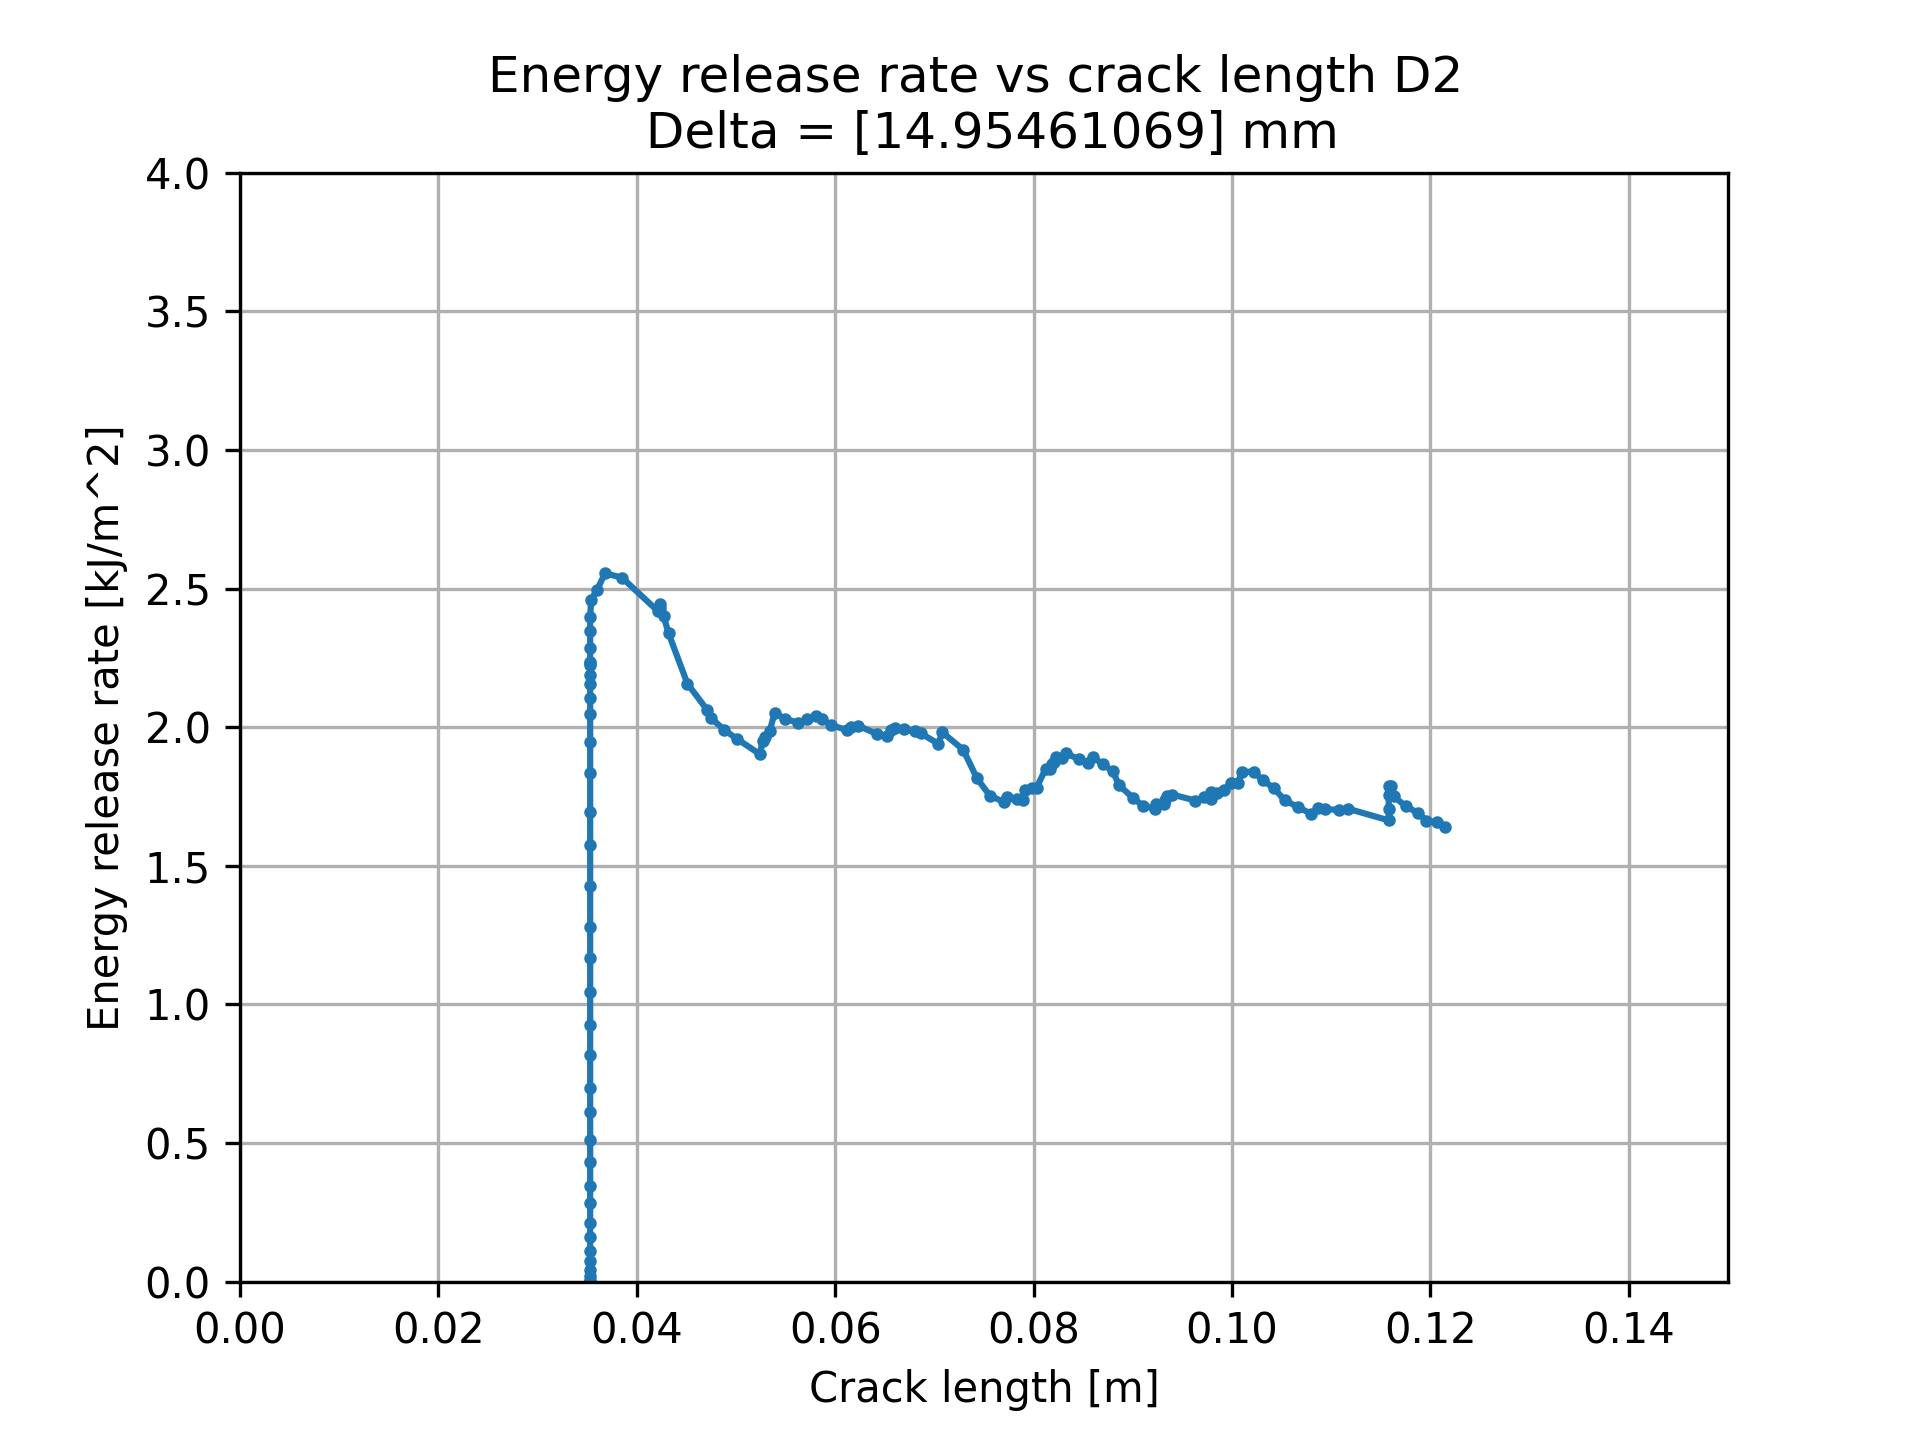 Energy release rate vs crack length D2
Delta = [14.95461069] mm
4.0
3.5
3.0
2.5
2.0
1.5
1.0
0.5
0.0
Energy release rate [kJ/m^2]
0.00 0.02 0.04 0.06 0.08 0.10 0.12 0.14
Crack length [m]